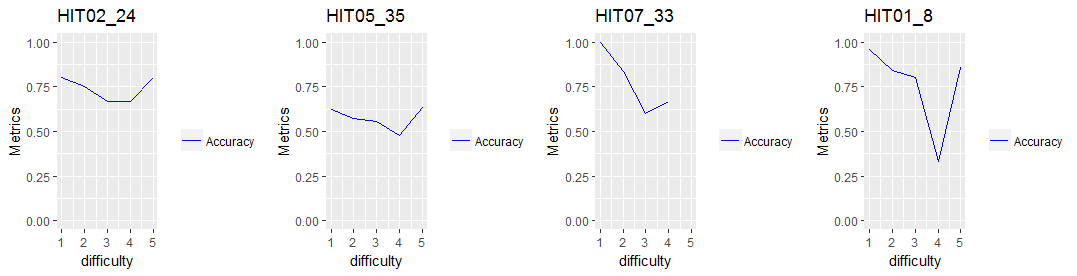 HIT02_24
1.00
0.75
0.50
0.25
0.00
Metrics
1 2 3 4 5
difficulty
Accuracy
HIT05_35
1.00
0.75
0.50
0.25
0.00
Metrics
1 2 3 4 5
difficulty
Accuracy
HIT07_33
1.00
0.75
0.50
0.25
0.00
Metrics
1 2 3 4 5
difficulty
Accuracy
HIT01_8
1.00
0.75
0.50
0.25
0.00
Metrics
1 2 3 4 5
difficulty
Accuracy